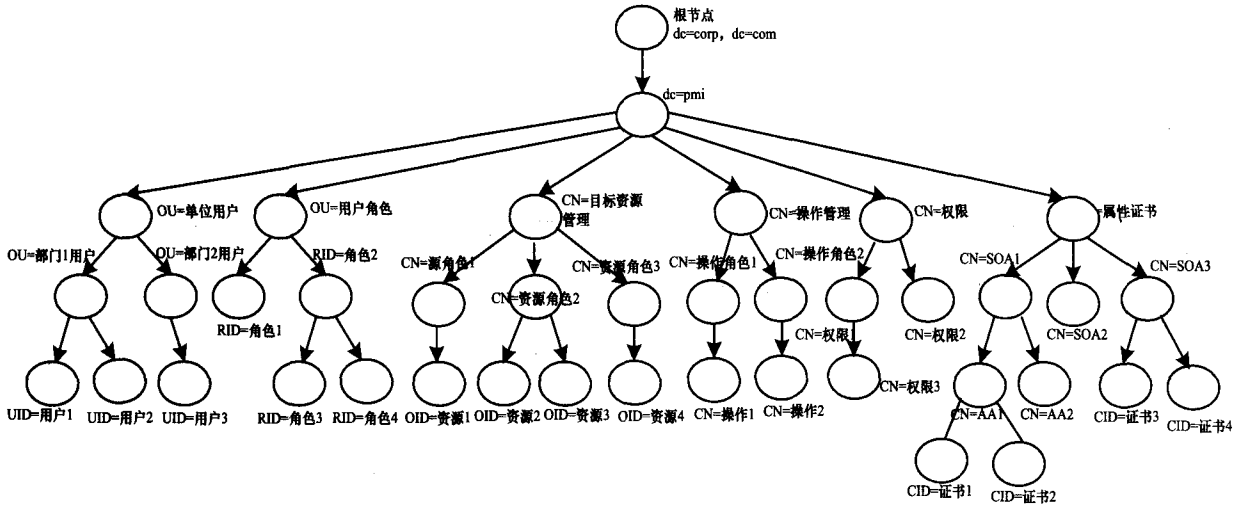 根节点
dc=corp，dc=com
dc=pmi
OU=单位用户
OU=用户角色
CN=目标资源
管理
CN=操作管理
CN=权限
=属性证书
OU=部门1用户
OU=部门2用户
RID=角色2
CN=源角色1
CN=资源角色3
CN=操作角色1
CN=操作角色2
CN=SOA1
CN=SOA3
CN=资源角色2
RID=角色1
CN=权限1
CN=权限2
CN=SOA2
CN=权限3
UID=用户1
UID=用户2
UID=用户3
RID=角色3
RID=角色4
OID=资源1
OID=资源2
OID=资源3
OID=资源4
CN=操作1
CN=操作2
CN=AA1
CN=AA2
CID=证书3
CID=证书4
CID=证书1
CID=证书2